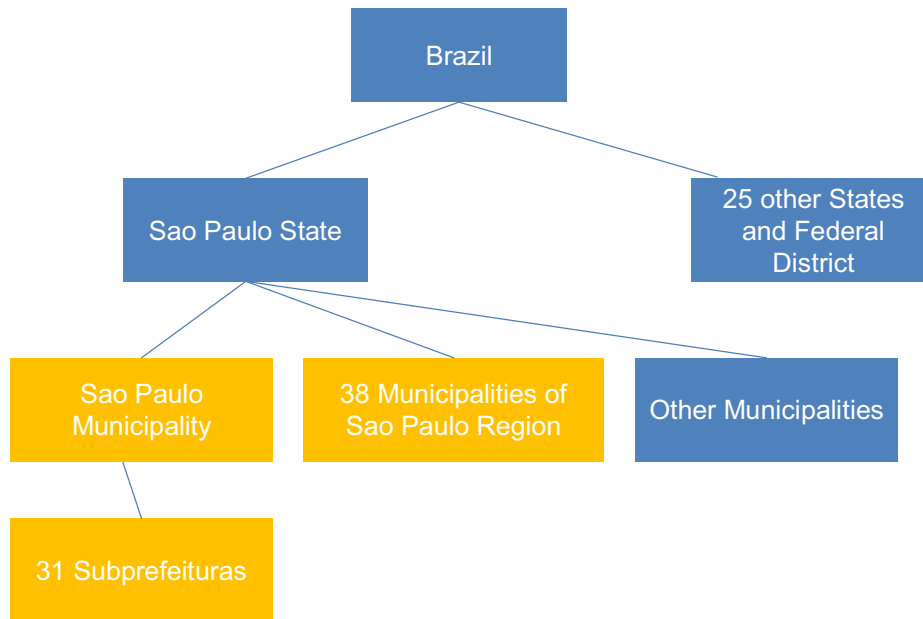 Brazil
Sao Paulo State
25 other States
and Federal
District
Sao Paulo
Municipality
38 Municipalities of
Sao Paulo Region
Other Municipalities
31 Subprefeituras